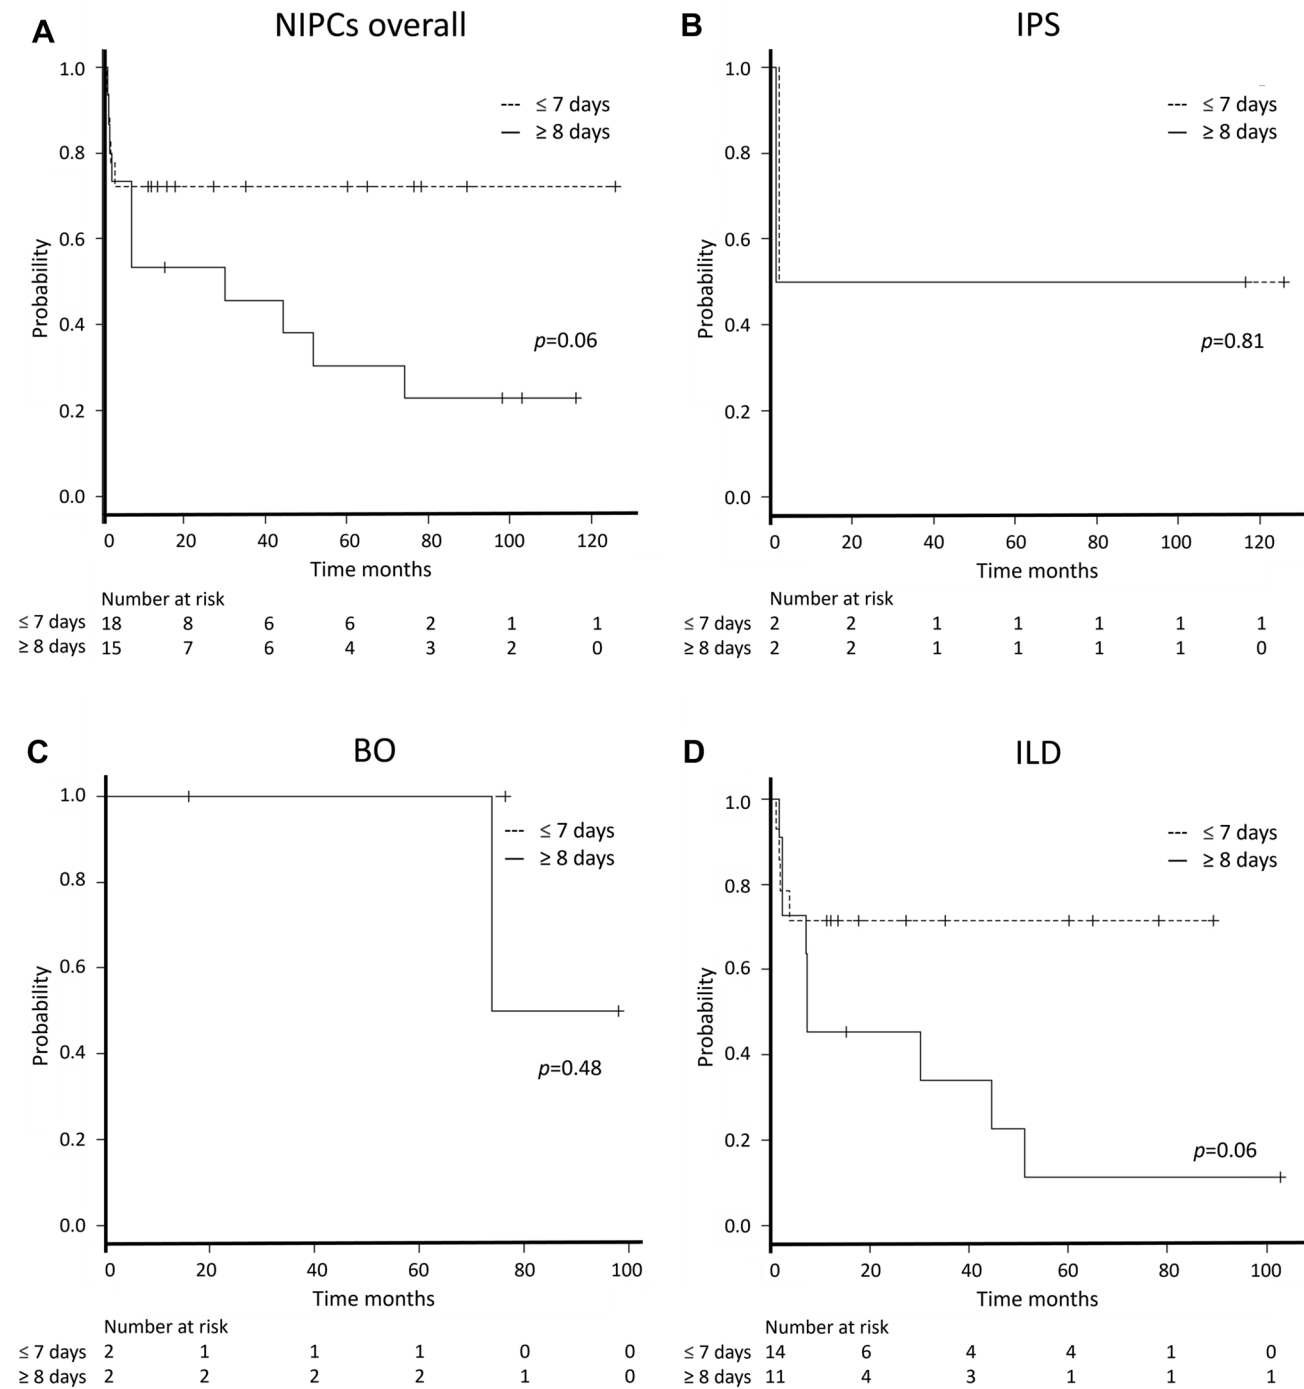 A NIPCs overall
1.0
0.8
0.6
0.4
0.2
0.0
Probability
≤ 7 days
≥ 8 days
p=0.06
0 20 40 60 80 100 120
Time months
Number at risk
≤ 7 days 18 8 6 6 2 1 1
≥ 8 days 15 7 6 4 3 2 0
B IPS
1.0
0.8
0.6
0.4
0.2
0.0
Probability
≤ 7 days
≥ 8 days
p=0.81
0 20 40 60 80 100 120
Time months
Number at risk
≤ 7 days 2 2 1 1 1 1 1
≥ 8 days 2 2 1 1 1 1 0
C BO
1.0
0.8
0.6
0.4
0.2
0.0
Probability
≤ 7 days
≥ 8 days
p=0.48
0 20 40 60 80 100
Time months
Number at risk
≤ 7 days 2 1 1 1 0 0
≥ 8 days 2 2 2 2 1 0
D ILD
1.0
0.8
0.6
0.4
0.2
0.0
Probability
≤ 7 days
≥ 8 days
p=0.06
0 20 40 60 80 100
Time months
Number at risk
≤ 7 days 14 6 4 4 1 0
≥ 8 days 11 4 3 1 1 1